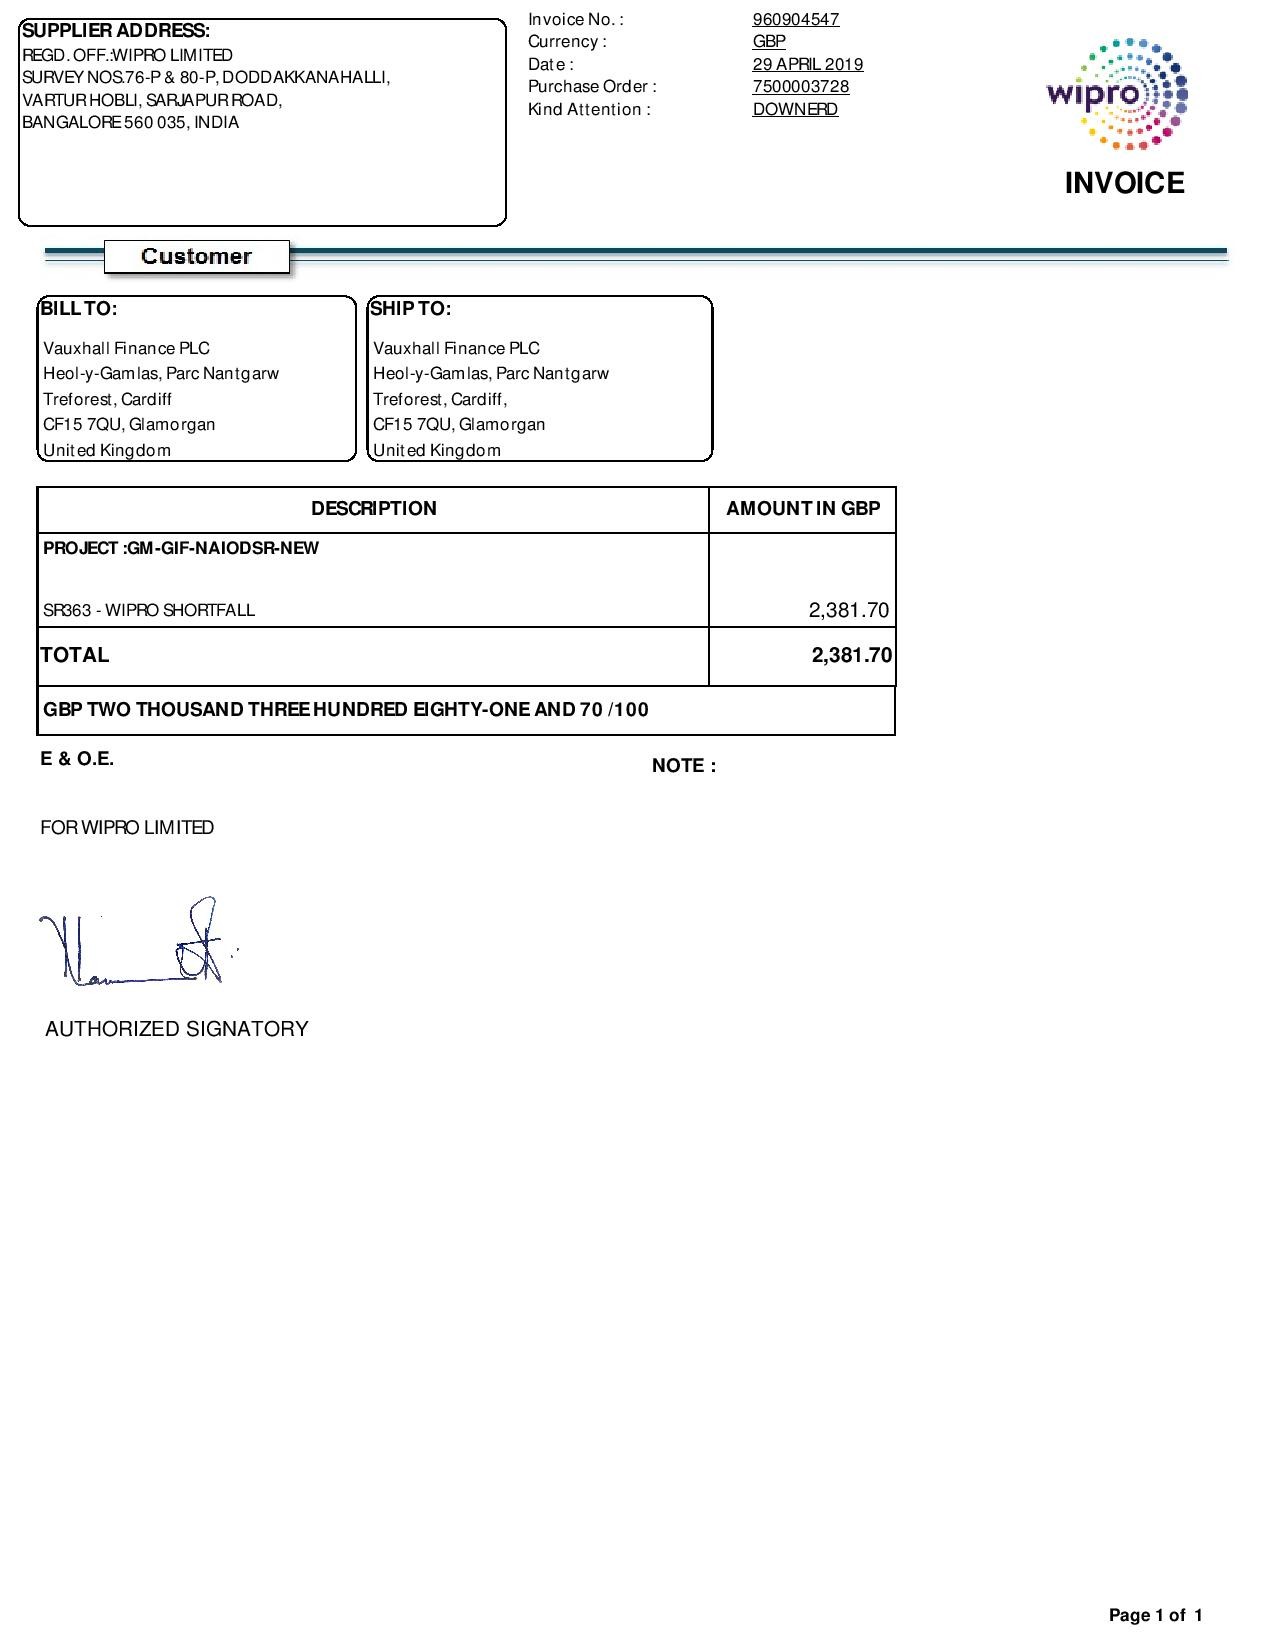 SUPPLIER ADDRESS:
REGD. OFF.:WIPRO LIMITED
SURVEY NOS.76-P & 80-P, DODDAKKANAHALLI,
VARTUR HOBLI, SARJAPUR ROAD,
BANGALORE 560 035, INDIA
Invoice No. : 960904547
Currency : GBP
Date : 29 APRIL 2019
Purchase Order : 7500003728
Kind Attention : DOWNERD
wipro
INVOICE
Customer
BILL TO:
Vauxhall Finance PLC
Heol-y-Gamlas, Parc Nantgarw
Treforest, Cardiff
CF15 7QU, Glamorgan
United Kingdom
SHIP TO:
Vauxhall Finance PLC
Heol-y-Gamlas, Parc Nantgarw
Treforest, Cardiff,
CF15 7QU, Glamorgan
United Kingdom
DESCRIPTION AMOUNT IN GBP
PROJECT :GM-GIF-NAIODSR-NEW
SR363 - WIPRO SHORTFALL 2,381.70
TOTAL 2,381.70
GBP TWO THOUSAND THREE HUNDRED EIGHTY-ONE AND 70 /100
E & O.E.
NOTE :
FOR WIPRO LIMITED
AUTHORIZED SIGNATORY
Page 1 of 1